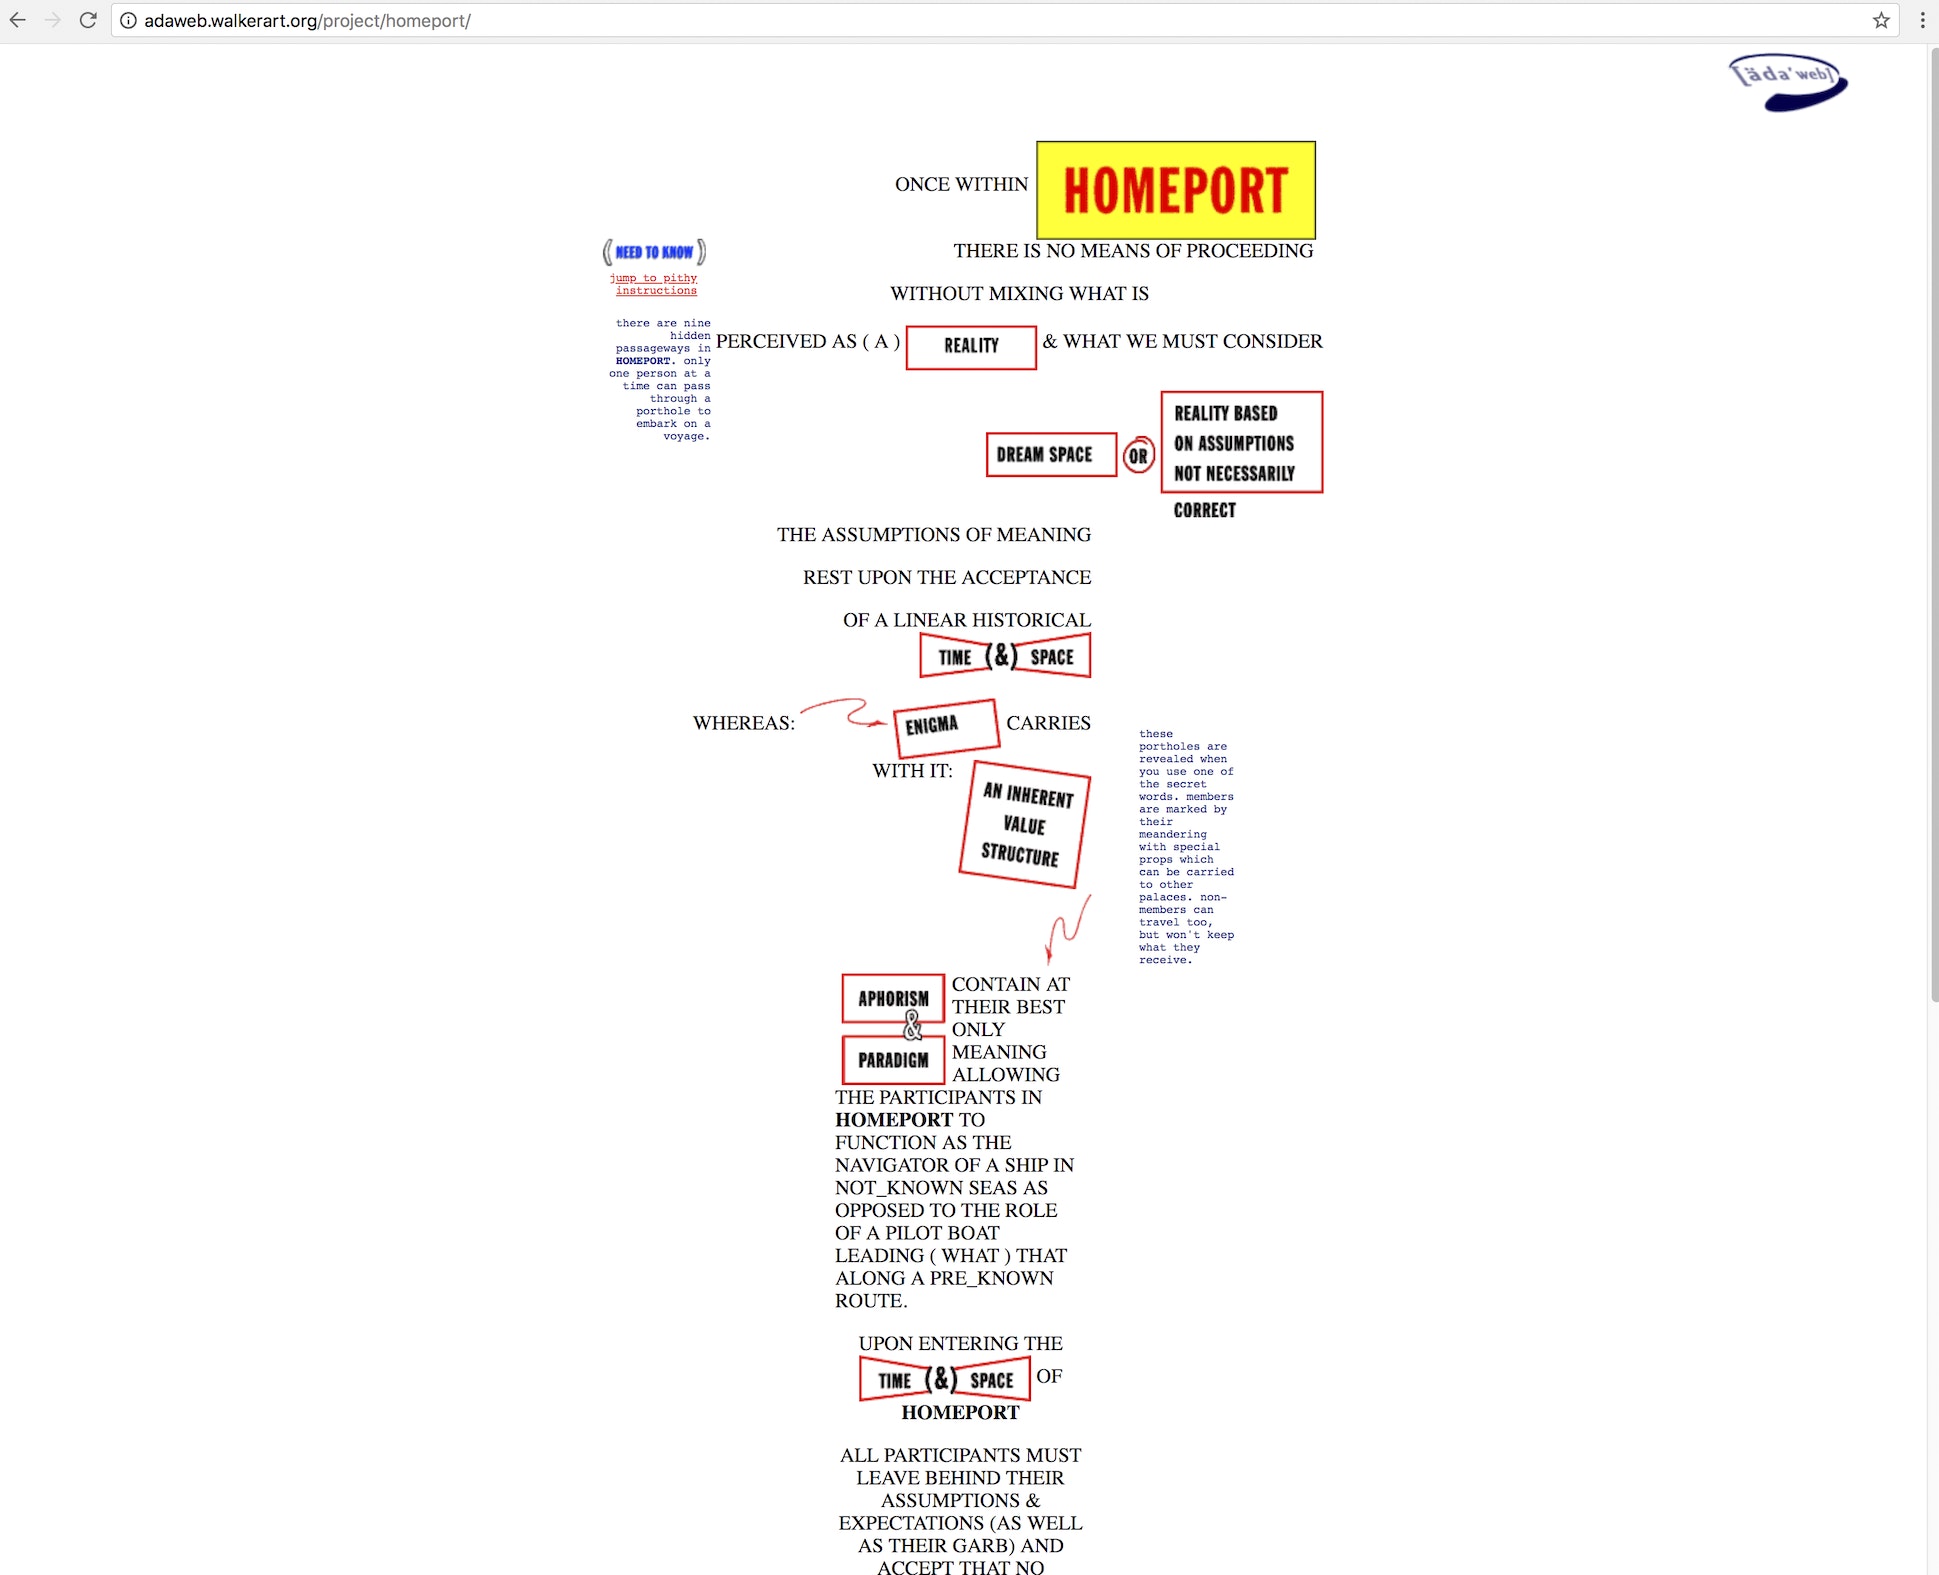 adaweb.walkerart.org/project/homeport/
[äda'web]
ONCE WITHIN HOMEPORT
( NEED TO KNOW )
jump to pithy
instructions
THERE IS NO MEANS OF PROCEEDING
WITHOUT MIXING WHAT IS
there are nine
hidden
passageways in
HOMEPORT. only
one person at a
time can pass
through a
porthole to
embark on a
voyage.
PERCEIVED AS ( A ) REALITY & WHAT WE MUST CONSIDER
DREAM SPACE OR
REALITY BASED
ON ASSUMPTIONS
NOT NECESSARILY
CORRECT
THE ASSUMPTIONS OF MEANING
REST UPON THE ACCEPTANCE
OF A LINEAR HISTORICAL
TIME (&) SPACE
WHEREAS: ENIGMA CARRIES
WITH IT:
AN INHERENT
VALUE
STRUCTURE
these
portholes are
revealed when
you use one of
the secret
words. members
are marked by
their
meandering
with special
props which
can be carried
to other
palaces. non-
members can
travel too,
but won't keep
what they
receive.
APHORISM
&
PARADIGM
CONTAIN AT
THEIR BEST
ONLY
MEANING
ALLOWING
THE PARTICIPANTS IN
HOMEPORT TO
FUNCTION AS THE
NAVIGATOR OF A SHIP IN
NOT_KNOWN SEAS AS
OPPOSED TO THE ROLE
OF A PILOT BOAT
LEADING ( WHAT ) THAT
ALONG A PRE_KNOWN
ROUTE.
UPON ENTERING THE
TIME (&) SPACE OF
HOMEPORT
ALL PARTICIPANTS MUST
LEAVE BEHIND THEIR
ASSUMPTIONS &
EXPECTATIONS (AS WELL
AS THEIR GARB) AND
ACCEPT THAT NO